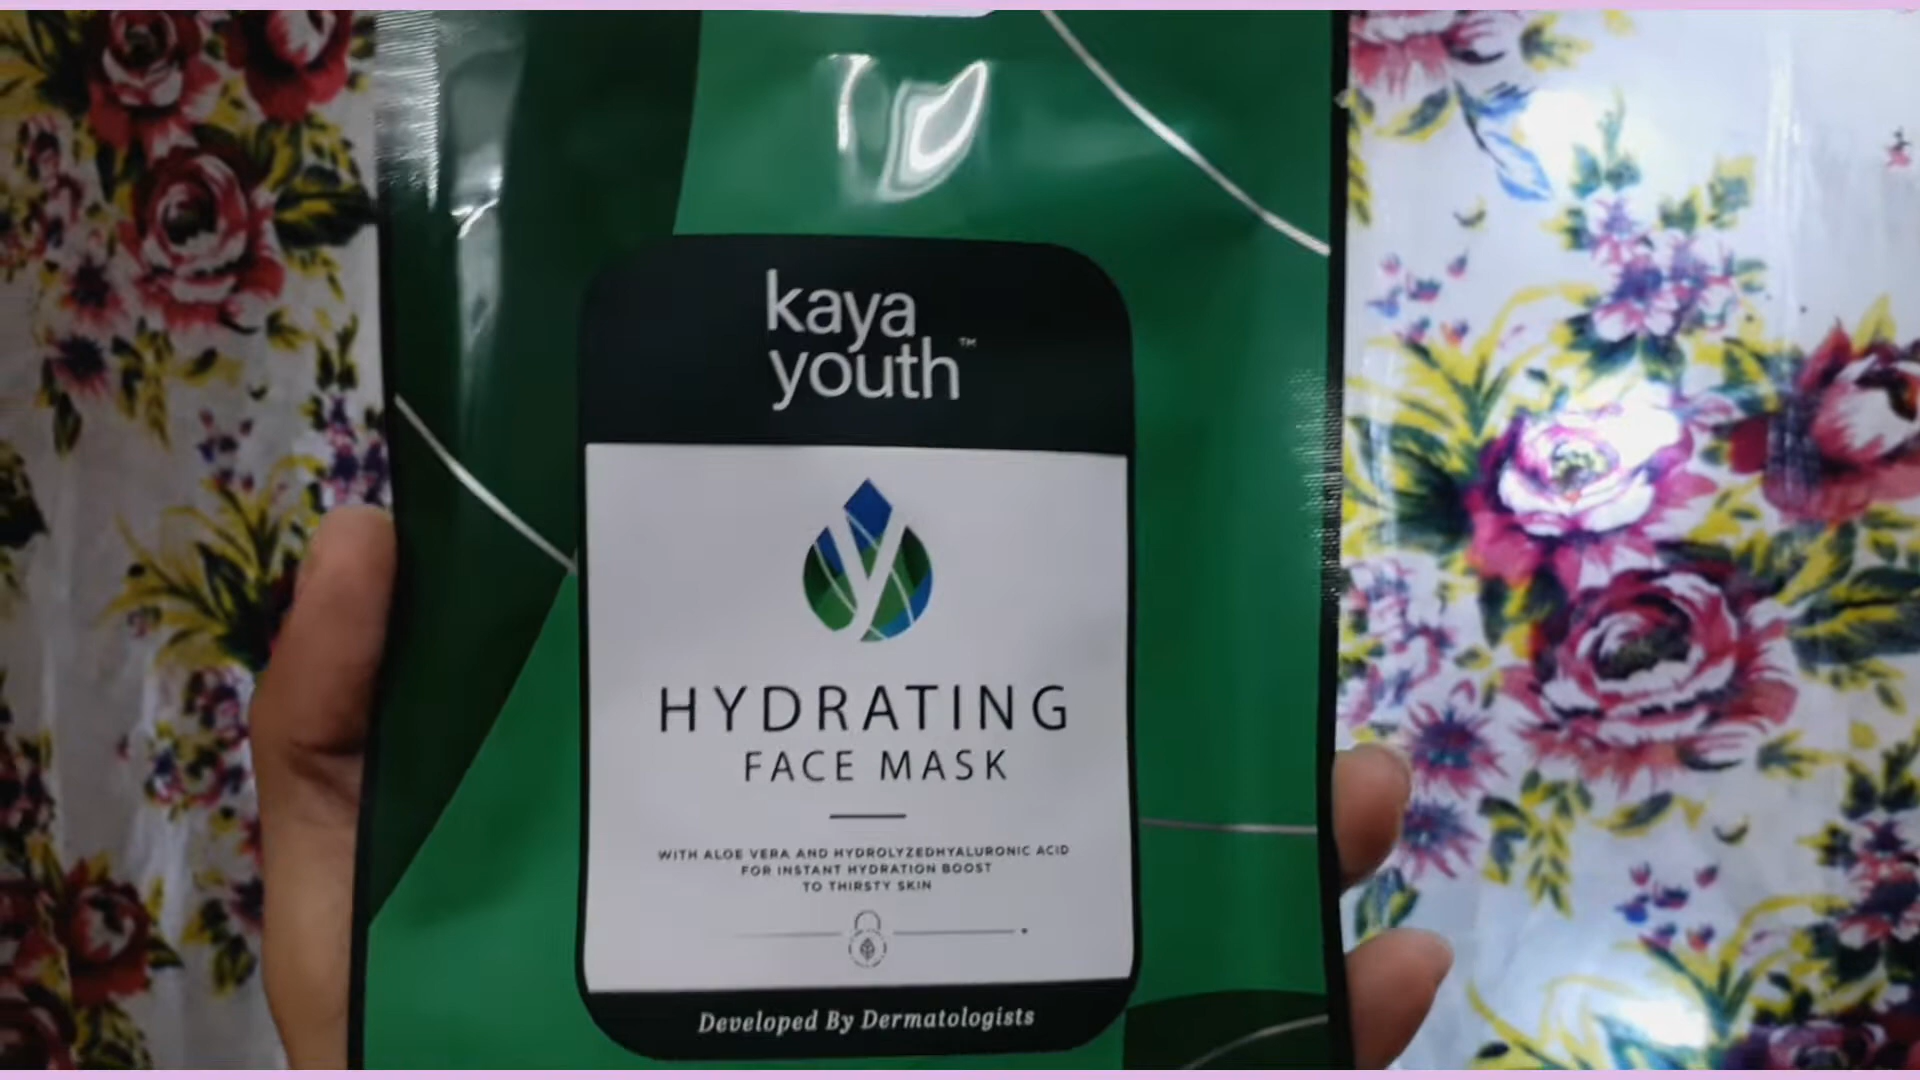 kaya
youth™
HYDRATING
FACE MASK
WITH ALOE VERA AND HYDROLYZEDHYALURONIC ACID
FOR INSTANT HYDRATION BOOST
TO THIRSTY SKIN
Developed By Dermatologists